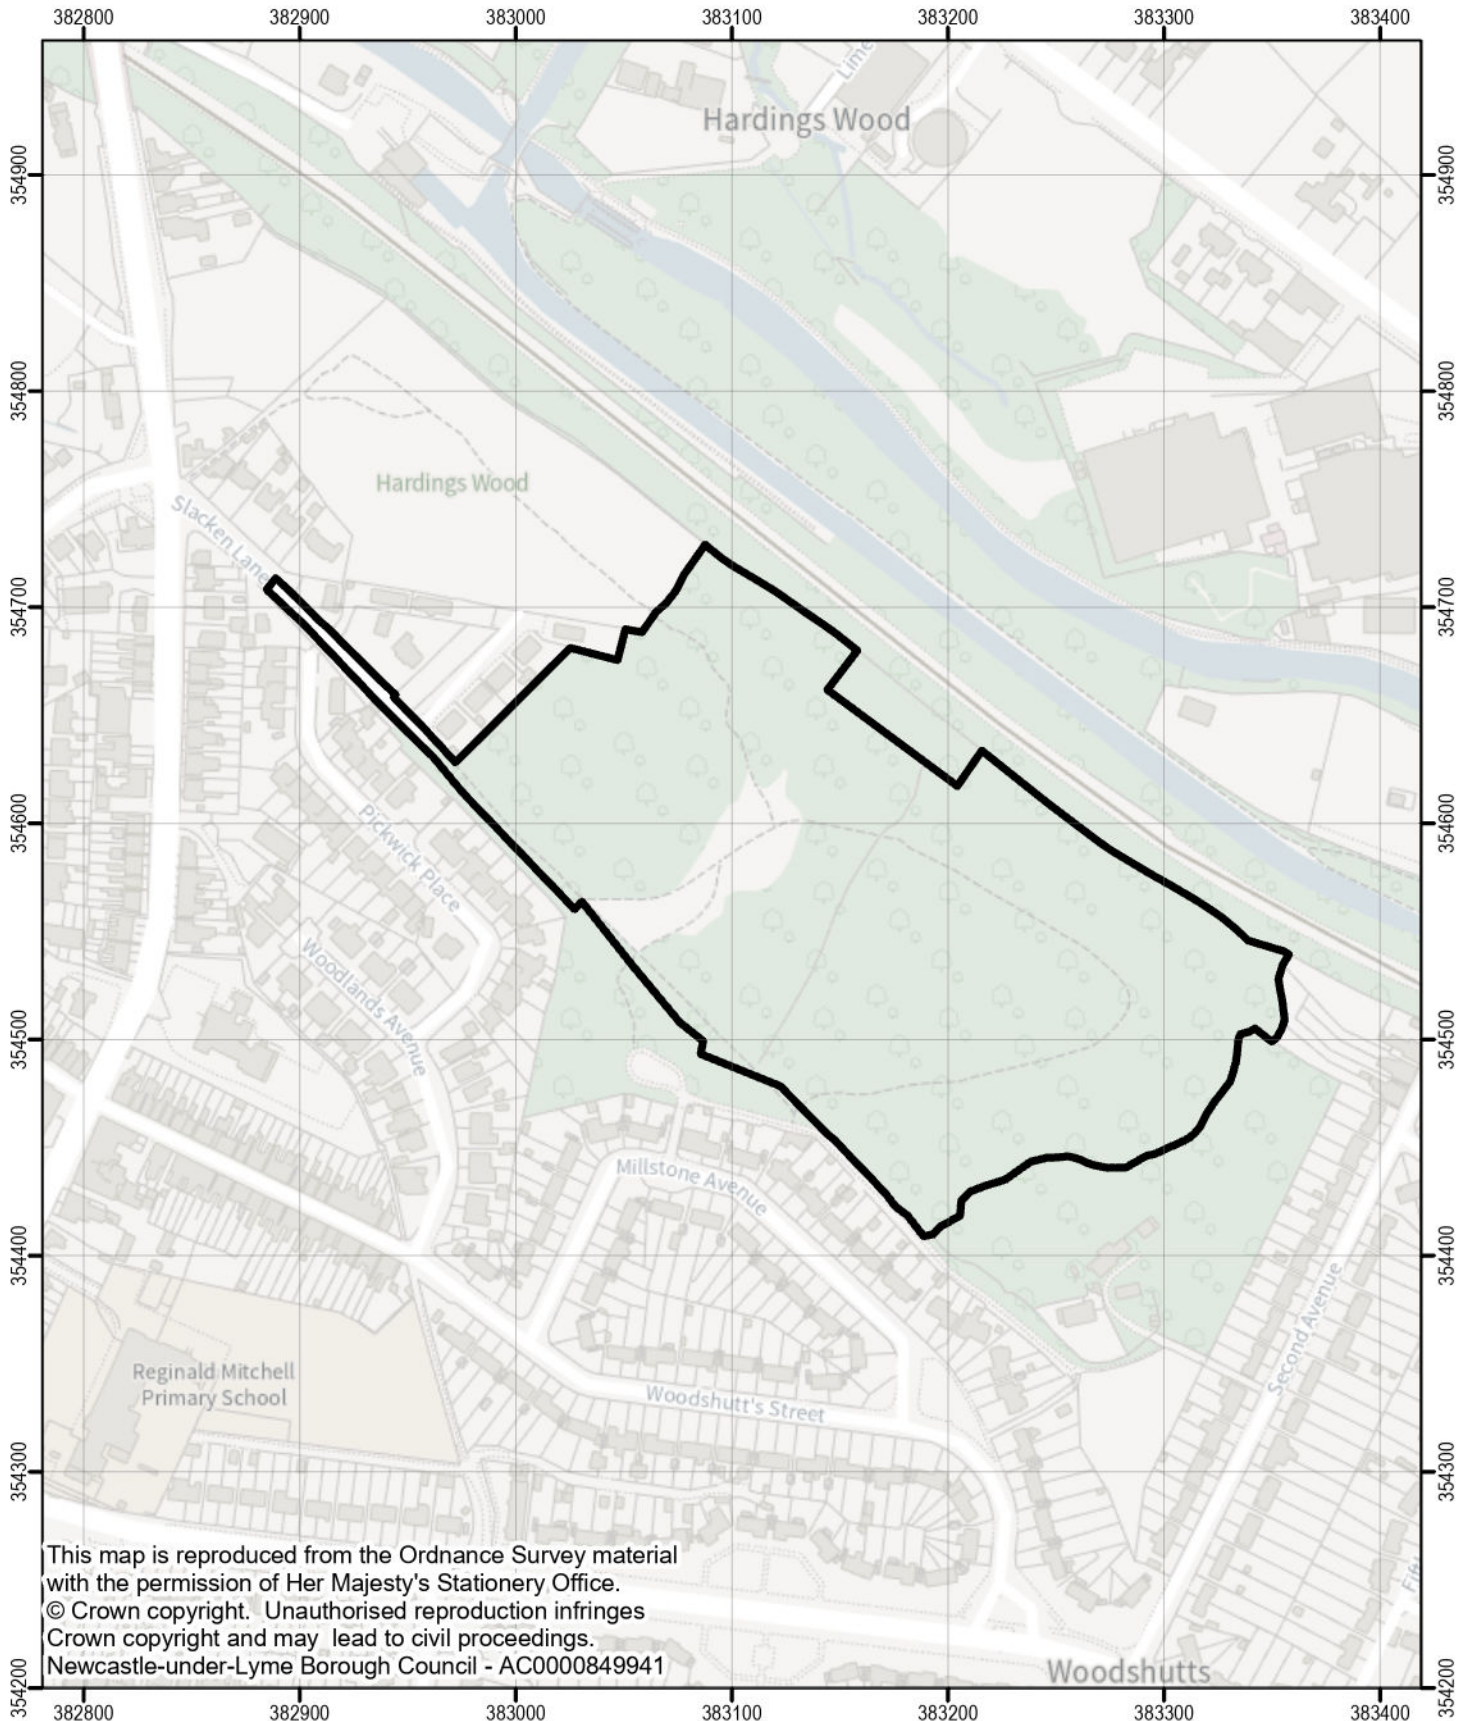 382800
382900
383000
383100
383200
383300
383400
354900
354900
354800
354800
354700
354700
354600
354600
354500
354500
354400
354400
354300
354300
354200
354200
Lime
Hardings Wood
Hardings Wood
Slacken Lane
Pickwick Place
Woodlands Avenue
Millstone Avenue
Second Avenue
Reginald Mitchell
Primary School
Woodshutt's Street
Woodshutts
This map is reproduced from the Ordnance Survey material
with the permission of Her Majesty's Stationery Office.
© Crown copyright. Unauthorised reproduction infringes
Crown copyright and may lead to civil proceedings.
Newcastle-under-Lyme Borough Council - AC0000849941
382800
382900
383000
383100
383200
383300
383400